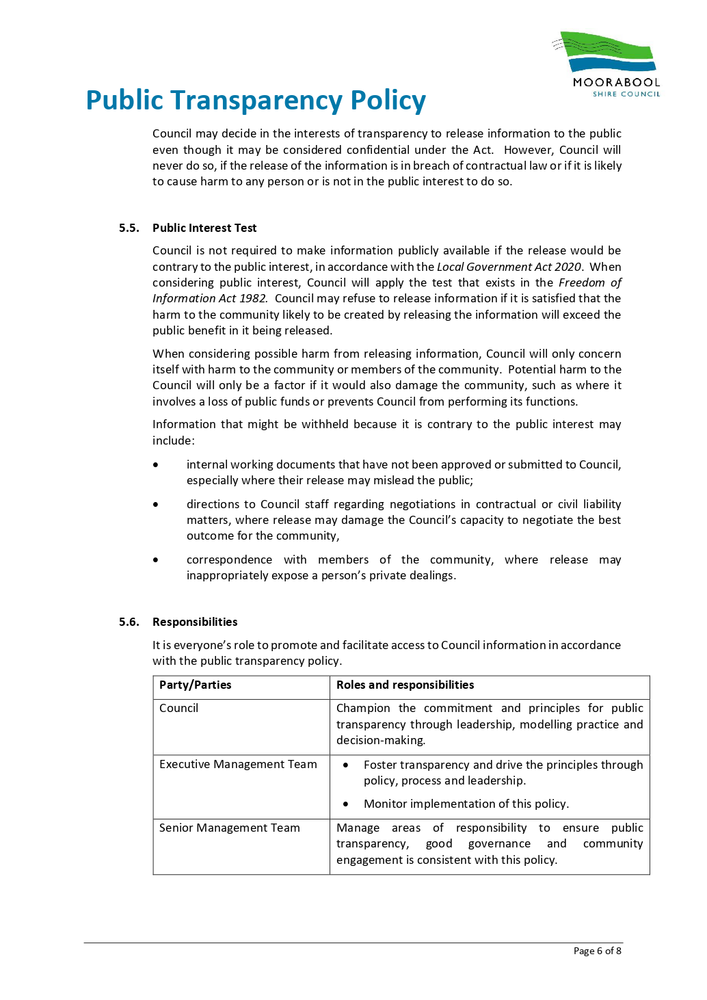 MOORABOOL
SHIRE COUNCIL
Public Transparency Policy
Council may decide in the interests of transparency to release information to the public
even though it may be considered confidential under the Act.  However, Council will
never do so, if the release of the information is in breach of contractual law or if it is likely
to cause harm to any person or is not in the public interest to do so.
5.5. Public Interest Test
Council is not required to make information publicly available if the release would be
contrary to the public interest, in accordance with the Local Government Act 2020.  When
considering public interest, Council will apply the test that exists in the Freedom of
Information Act 1982.  Council may refuse to release information if it is satisfied that the
harm to the community likely to be created by releasing the information will exceed the
public benefit in it being released.
When considering possible harm from releasing information, Council will only concern
itself with harm to the community or members of the community.  Potential harm to the
Council will only be a factor if it would also damage the community, such as where it
involves a loss of public funds or prevents Council from performing its functions.
Information that might be withheld because it is contrary to the public interest may
include:
• internal working documents that have not been approved or submitted to Council,
especially where their release may mislead the public;
• directions to Council staff regarding negotiations in contractual or civil liability
matters, where release may damage the Council’s capacity to negotiate the best
outcome for the community,
• correspondence with members of the community, where release may
inappropriately expose a person’s private dealings.
5.6. Responsibilities
It is everyone’s role to promote and facilitate access to Council information in accordance
with the public transparency policy.
Party/Parties Roles and responsibilities
Council Champion the commitment and principles for public
transparency through leadership, modelling practice and
decision-making.
Executive Management Team • Foster transparency and drive the principles through
policy, process and leadership.
• Monitor implementation of this policy.
Senior Management Team Manage areas of responsibility to ensure public
transparency, good governance and community
engagement is consistent with this policy.
Page 6 of 8